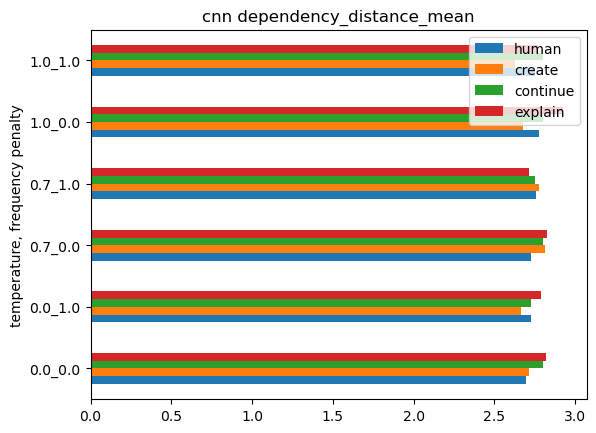 cnn dependency_distance_mean
human
create
continue
explain
temperature, frequency penalty
1.0_1.0
1.0_0.0
0.7_1.0
0.7_0.0
0.0_1.0
0.0_0.0
0.0 0.5 1.0 1.5 2.0 2.5 3.0